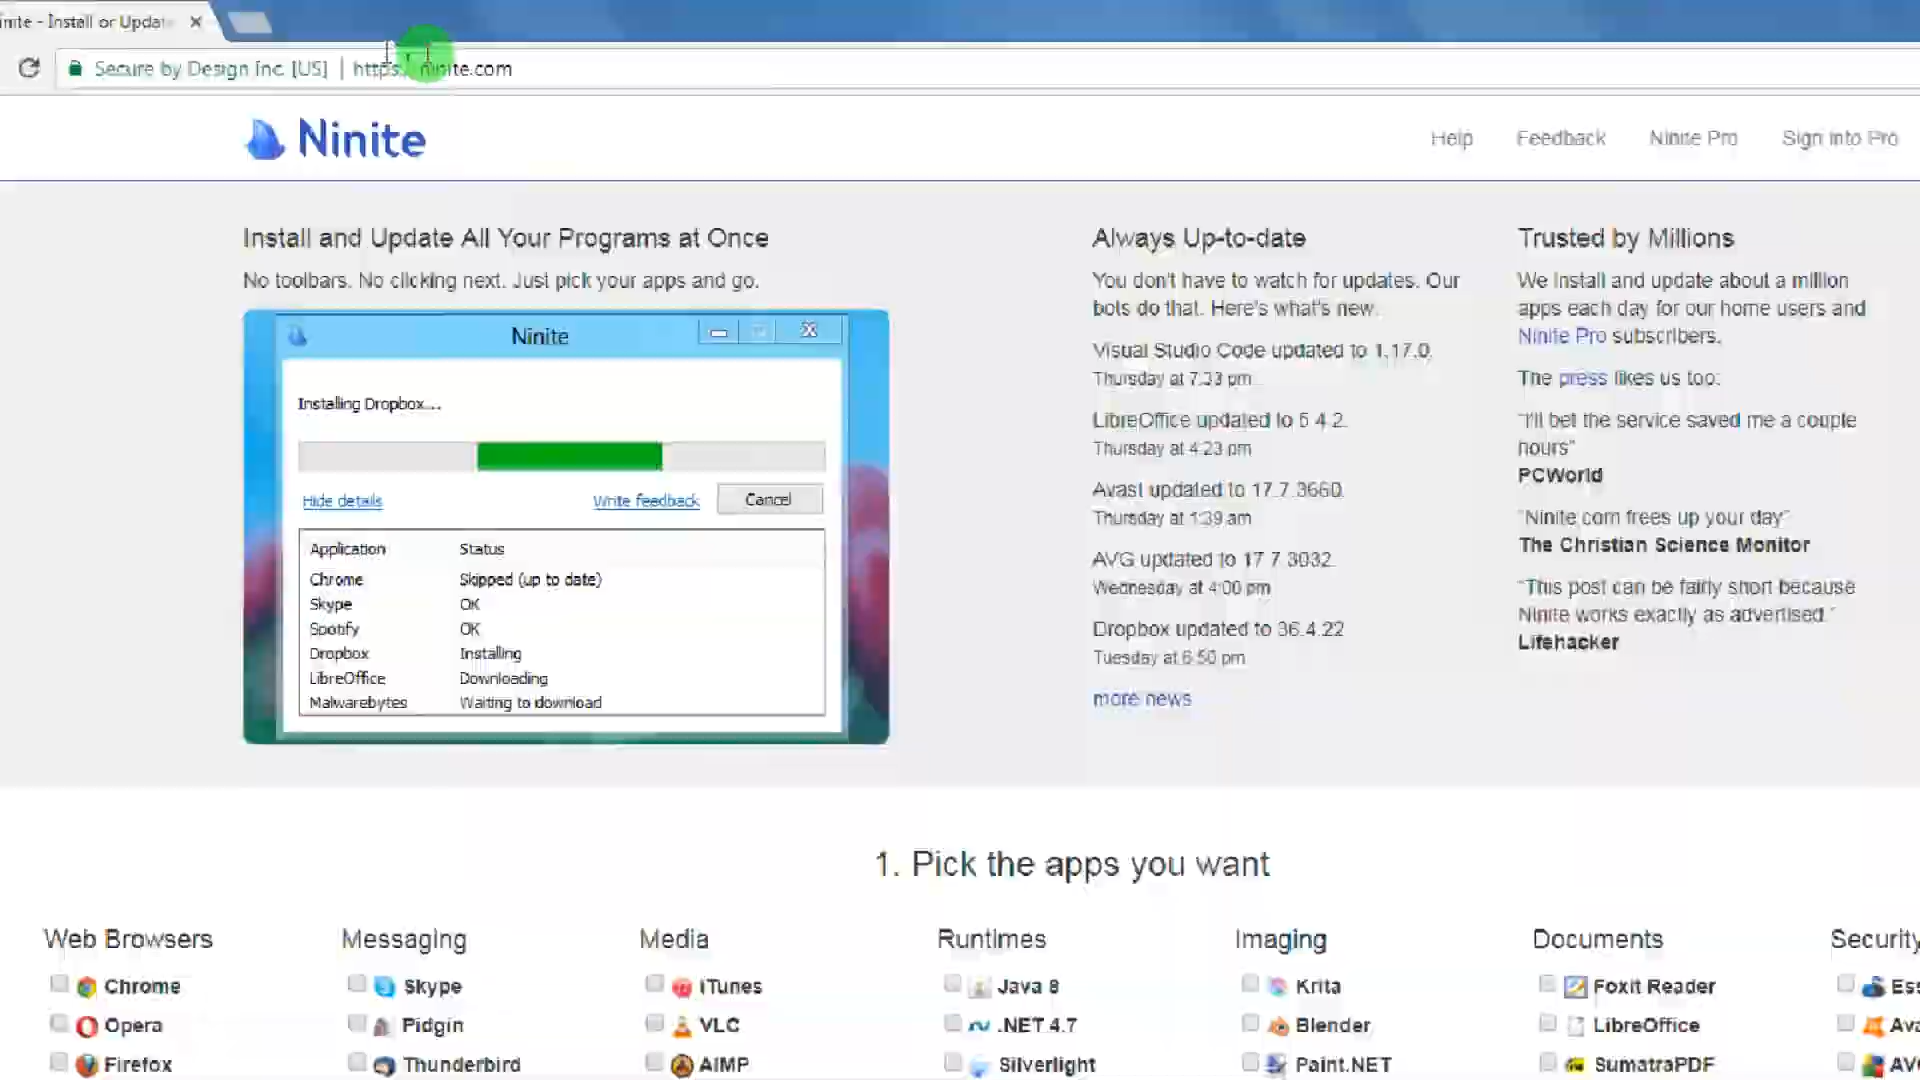 nite - Install or Updat
Secure by Design Inc. [US] | https://ninite.com
Ninite
Help
Feedback
Ninite Pro
Sign into Pro
Install and Update All Your Programs at Once
No toolbars. No clicking next. Just pick your apps and go.
Ninite
Installing Dropbox...
Hide details
Write feedback
Cancel
Application Status
Chrome Skipped (up to date)
Skype OK
Spotify OK
Dropbox Installing
LibreOffice Downloading
Malwarebytes Waiting to download
Always Up-to-date
You don't have to watch for updates. Our
bots do that. Here's what's new.
Visual Studio Code updated to 1.17.0.
Thursday at 7:33 pm
LibreOffice updated to 5.4.2.
Thursday at 4:23 pm
Avast updated to 17.7.3660.
Thursday at 1:39 am
AVG updated to 17.7.3032.
Wednesday at 4:00 pm
Dropbox updated to 36.4.22
Tuesday at 6:50 pm
more news
Trusted by Millions
We install and update about a million
apps each day for our home users and
Ninite Pro subscribers.
The press likes us too:
"I'll bet the service saved me a couple
hours"
PCWorld
"Ninite.com frees up your day"
The Christian Science Monitor
"This post can be fairly short because
Ninite works exactly as advertised."
Lifehacker
1. Pick the apps you want
Web Browsers
Chrome
Opera
Firefox
Messaging
Skype
Pidgin
Thunderbird
Media
iTunes
VLC
AIMP
Runtimes
Java 8
.NET 4.7
Silverlight
Imaging
Krita
Blender
Paint.NET
Documents
Foxit Reader
LibreOffice
SumatraPDF
Security
Ess
Ava
AV